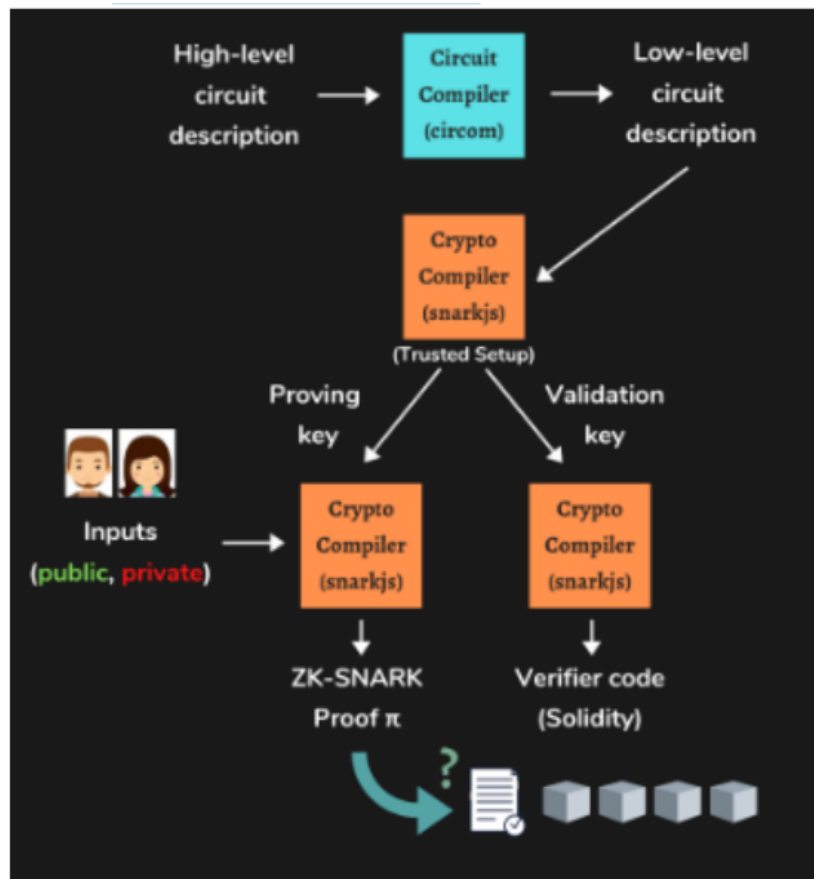 High-level
circuit
description
Circuit
Compiler
(circom)
Low-level
circuit
description
Crypto
Compiler
(snarkjs)
(Trusted Setup)
Proving
key
Validation
key
Inputs
(public, private)
Crypto
Compiler
(snarkjs)
Crypto
Compiler
(snarkjs)
ZK-SNARK
Proof π
Verifier code
(Solidity)
?